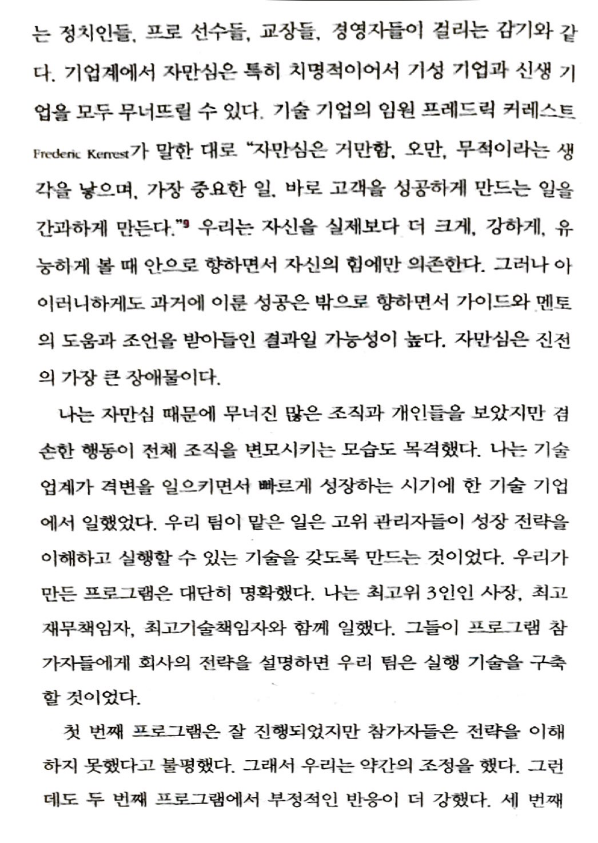 는 정치인들, 프로 선수들, 교장들, 경영자들이 걸리는 감기와 같
다. 기업계에서 자만심은 특히 치명적이어서 기성 기업과 신생 기
업을 모두 무너뜨릴 수 있다. 기술 기업의 임원 프레드릭 커레스트
Frederic Kerrest가 말한 대로 “자만심은 거만함, 오만, 무적이라는 생
각을 낳으며, 가장 중요한 일, 바로 고객을 성공하게 만드는 일을
간과하게 만든다.”9 우리는 자신을 실제보다 더 크게, 강하게, 유
능하게 볼 때 안으로 향하면서 자신의 힘에만 의존한다. 그러나 아
이러니하게도 과거에 이룬 성공은 밖으로 향하면서 가이드와 멘토
의 도움과 조언을 받아들인 결과일 가능성이 높다. 자만심은 진전
의 가장 큰 장애물이다.
나는 자만심 때문에 무너진 많은 조직과 개인들을 보았지만 겸
손한 행동이 전체 조직을 변모시키는 모습도 목격했다. 나는 기술
업계가 격변을 일으키면서 빠르게 성장하는 시기에 한 기술 기업
에서 일했었다. 우리 팀이 맡은 일은 고위 관리자들이 성장 전략을
이해하고 실행할 수 있는 기술을 갖도록 만드는 것이었다. 우리가
만든 프로그램은 대단히 명확했다. 나는 최고위 3인인 사장, 최고
재무책임자, 최고기술책임자와 함께 일했다. 그들이 프로그램 참
가자들에게 회사의 전략을 설명하면 우리 팀은 실행 기술을 구축
할 것이었다.
첫 번째 프로그램은 잘 진행되었지만 참가자들은 전략을 이해
하지 못했다고 불평했다. 그래서 우리는 약간의 조정을 했다. 그런
데도 두 번째 프로그램에서 부정적인 반응이 더 강했다. 세 번째